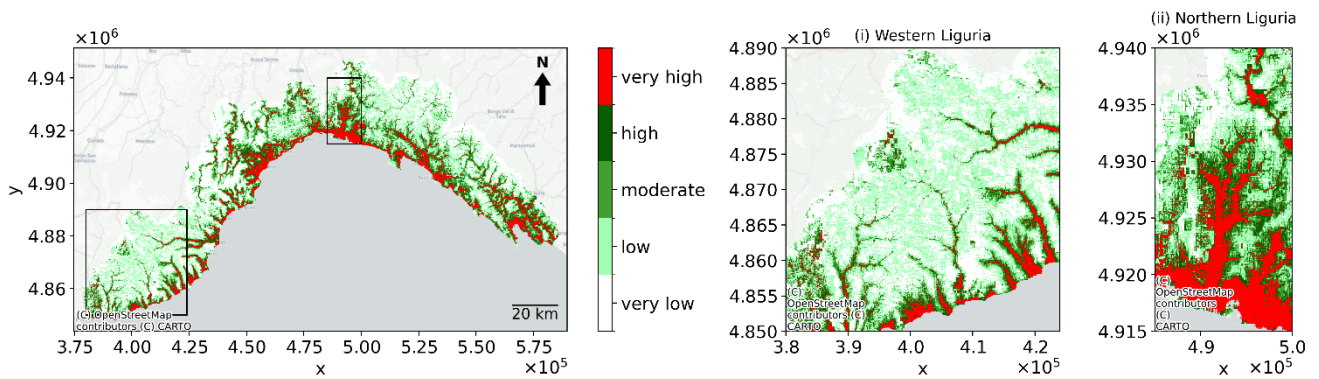 ×10⁶
4.94
4.92
4.90
4.88
4.86
y
N
20 km
(C) OpenStreetMap
contributors (C) CARTO
3.75
4.00
4.25
4.50
4.75
5.00
5.25
5.50
5.75
x
×10⁵
very high
high
moderate
low
very low
(i) Western Liguria
×10⁶
4.890
4.885
4.880
4.875
4.870
4.865
4.860
4.855
4.850
(C)
OpenStreetMap
contributors (C)
CARTO
3.8
3.9
4.0
4.1
4.2
x
×10⁵
(ii) Northern Liguria
×10⁶
4.940
4.935
4.930
4.925
4.920
4.915
(C)
OpenStreetMap
contributors
(C)
CARTO
4.9
5.0
x
×10⁵